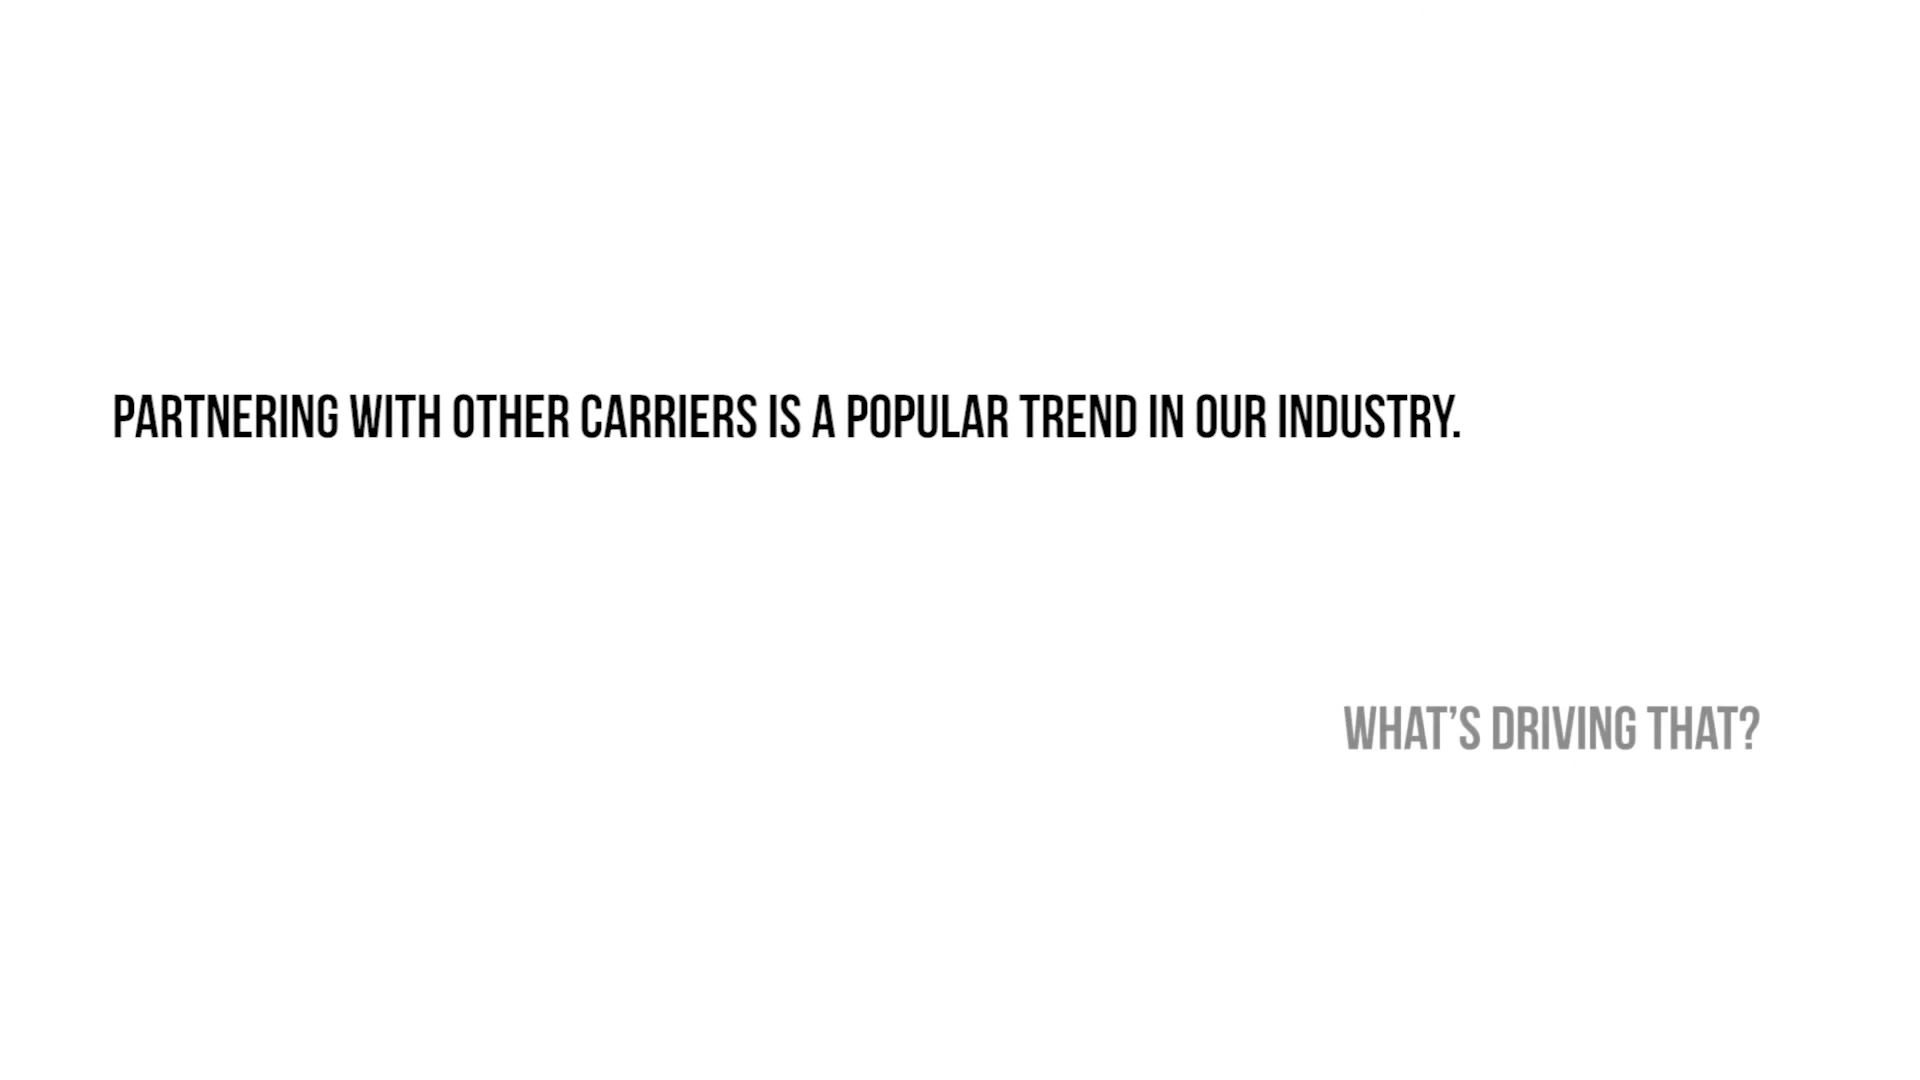 PARTNERING WITH OTHER CARRIERS IS A POPULAR TREND IN OUR INDUSTRY.
WHAT’S DRIVING THAT?